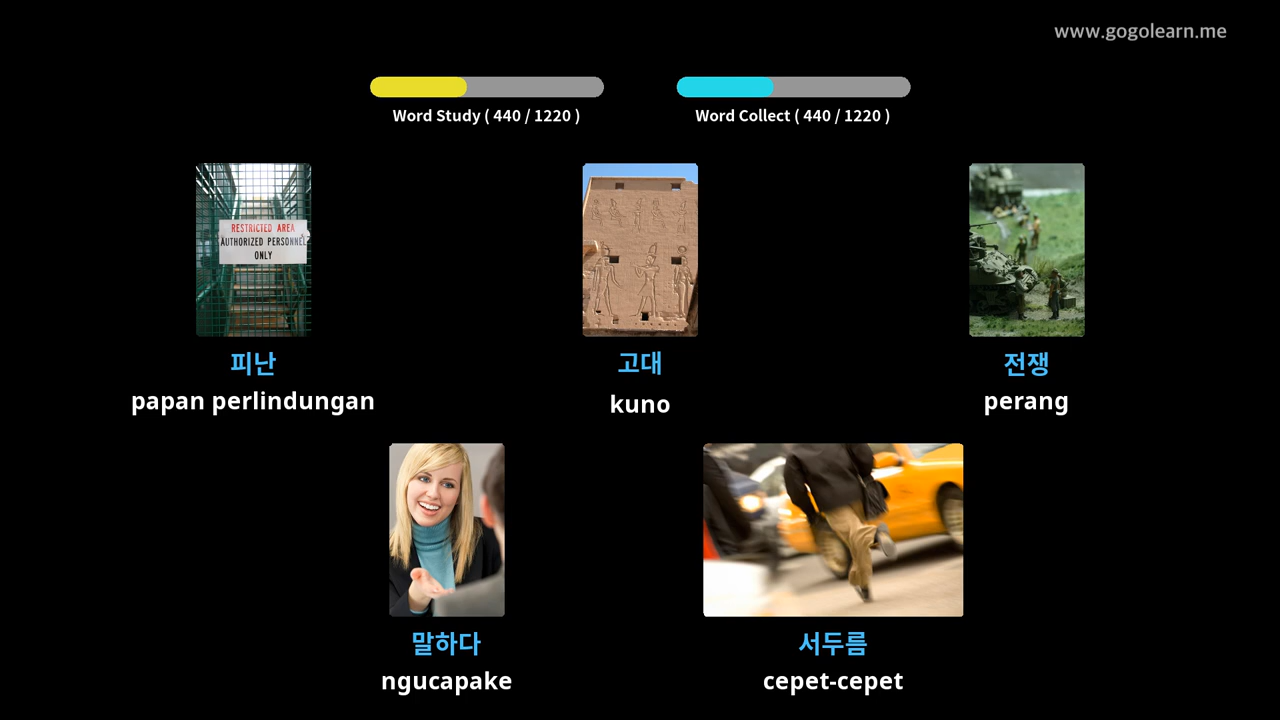 www.gogolearn.me
Word Study ( 440 / 1220 )
Word Collect ( 440 / 1220 )
RESTRICTED AREA
AUTHORIZED PERSONNEL
ONLY
피난
papan perlindungan
고대
kuno
전쟁
perang
말하다
ngucapake
서두름
cepet-cepet